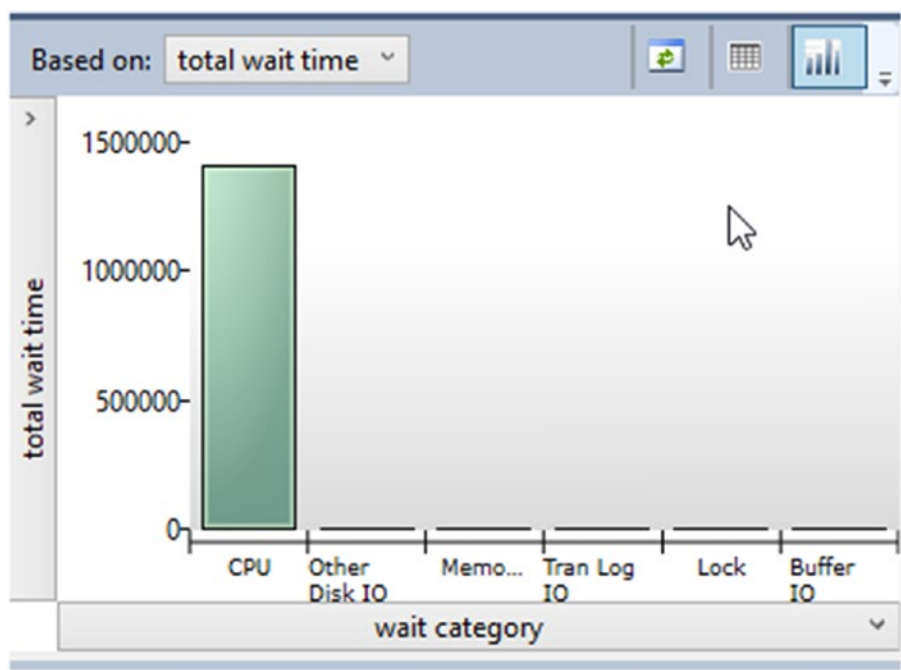 Based on: total wait time
total wait time
1500000
1000000
500000
0
CPU Other Memo... Tran Log Lock Buffer
Disk IO IO IO
wait category